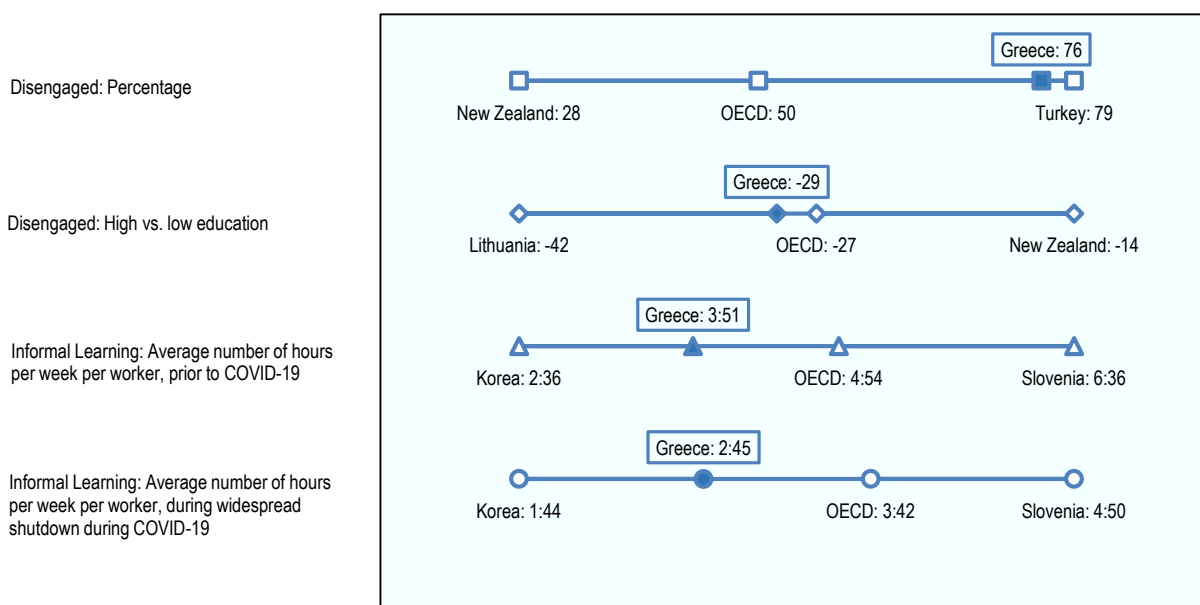 Greece: 76
Disengaged: Percentage
New Zealand: 28 OECD: 50 Turkey: 79
Greece: -29
Disengaged: High vs. low education
Lithuania: -42 OECD: -27 New Zealand: -14
Greece: 3:51
Informal Learning: Average number of hours
per week per worker, prior to COVID-19
Korea: 2:36 OECD: 4:54 Slovenia: 6:36
Greece: 2:45
Informal Learning: Average number of hours
per week per worker, during widespread
shutdown during COVID-19
Korea: 1:44 OECD: 3:42 Slovenia: 4:50